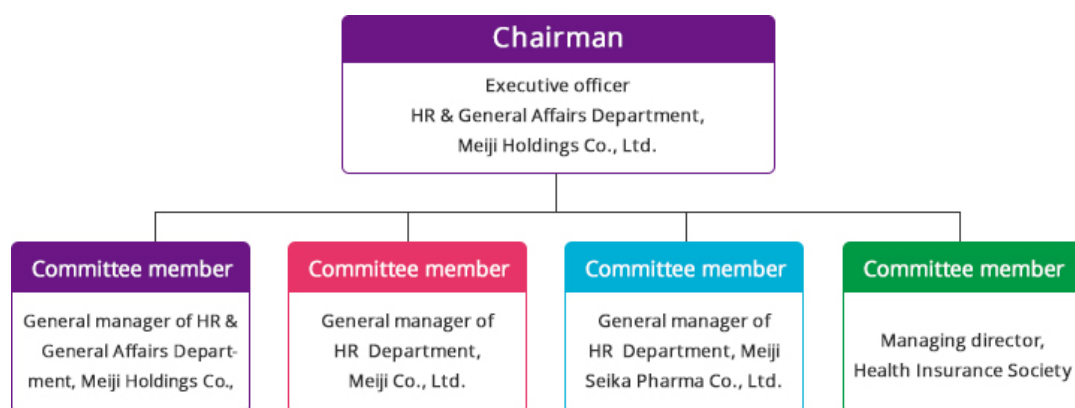 Chairman
Executive officer
HR & General Affairs Department,
Meiji Holdings Co., Ltd.
Committee member
General manager of HR &
General Affairs Depart-
ment, Meiji Holdings Co.,
Committee member
General manager of
HR Department,
Meiji Co., Ltd.
Committee member
General manager of
HR Department, Meiji
Seika Pharma Co., Ltd.
Committee member
Managing director,
Health Insurance Society